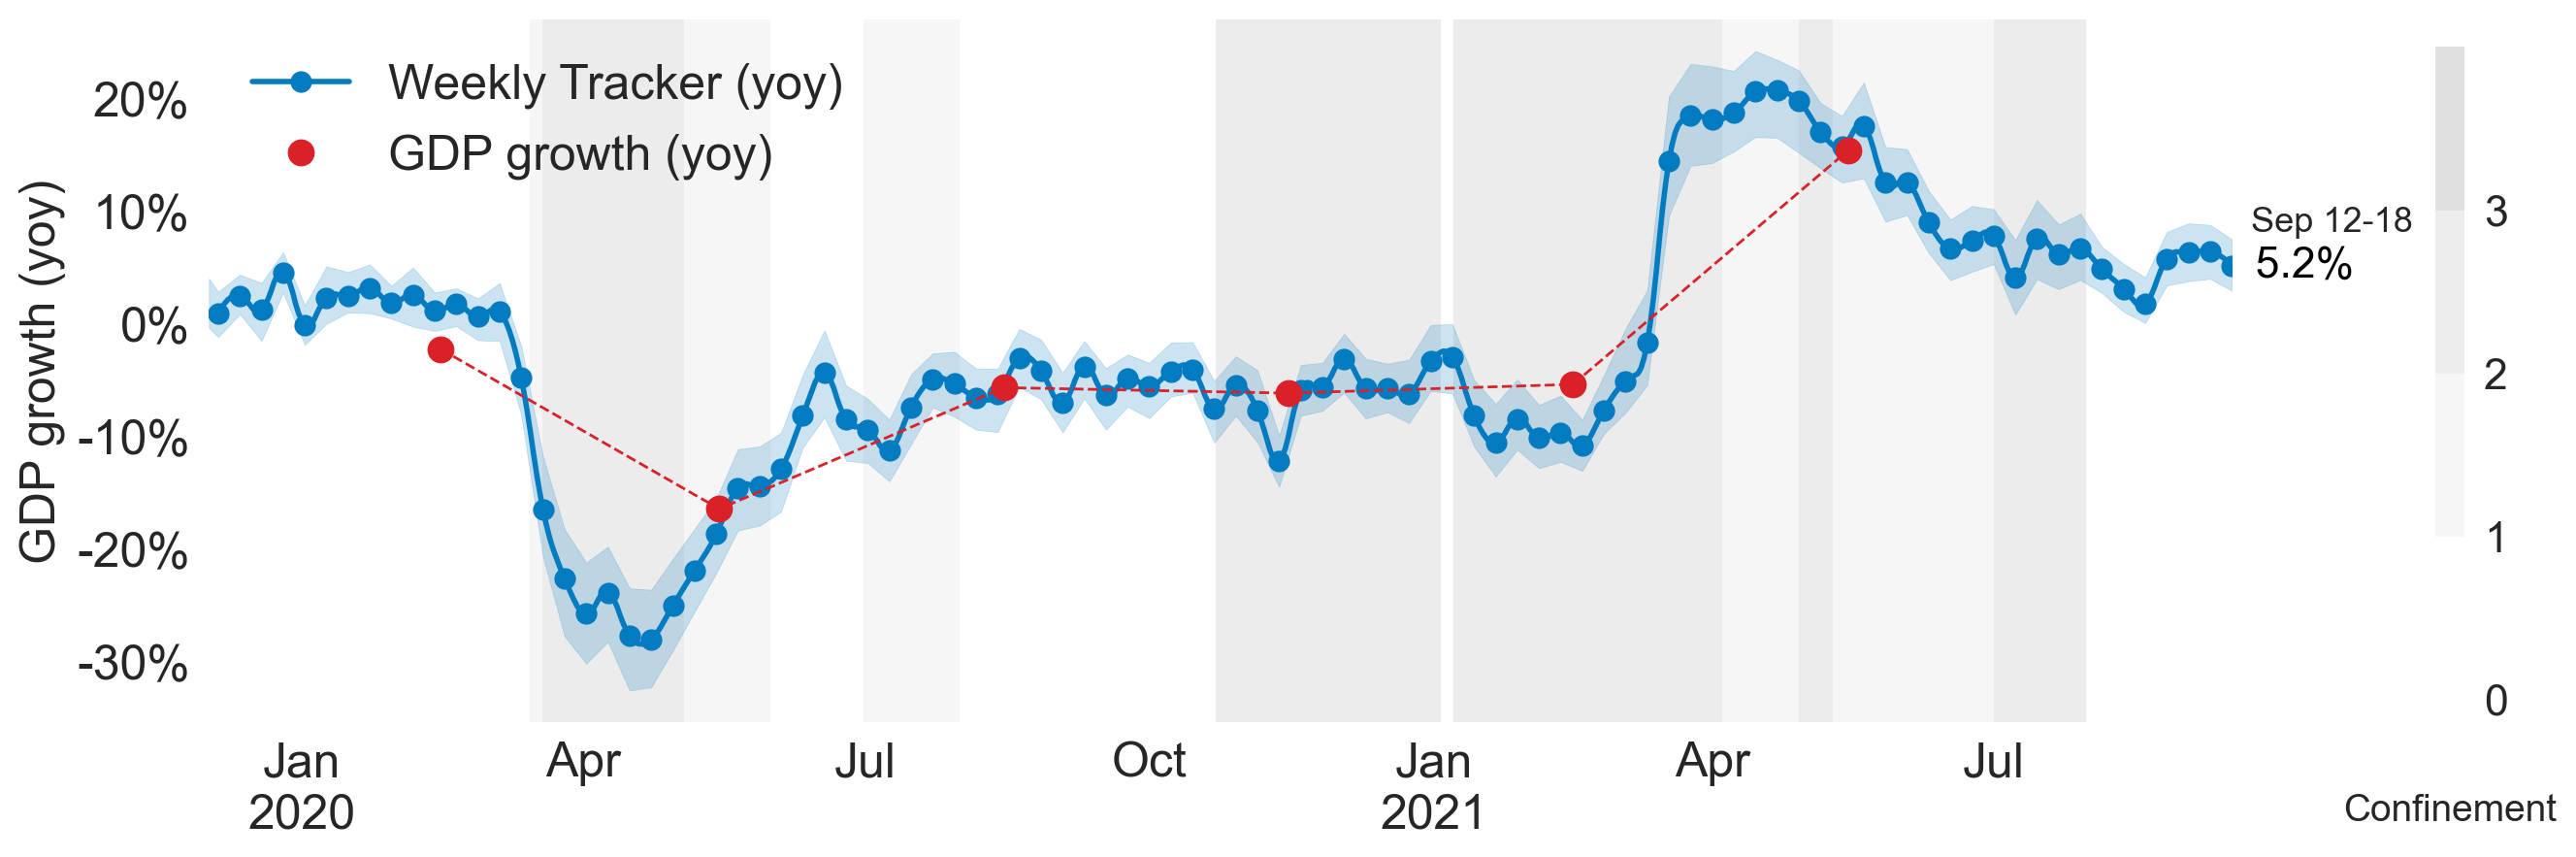 Weekly Tracker (yoy)
GDP growth (yoy)
GDP growth (yoy)
20%
10%
0%
-10%
-20%
-30%
Jan
2020
Apr
Jul
Oct
Jan
2021
Apr
Jul
Sep 12-18
5.2%
3
2
1
0
Confinement